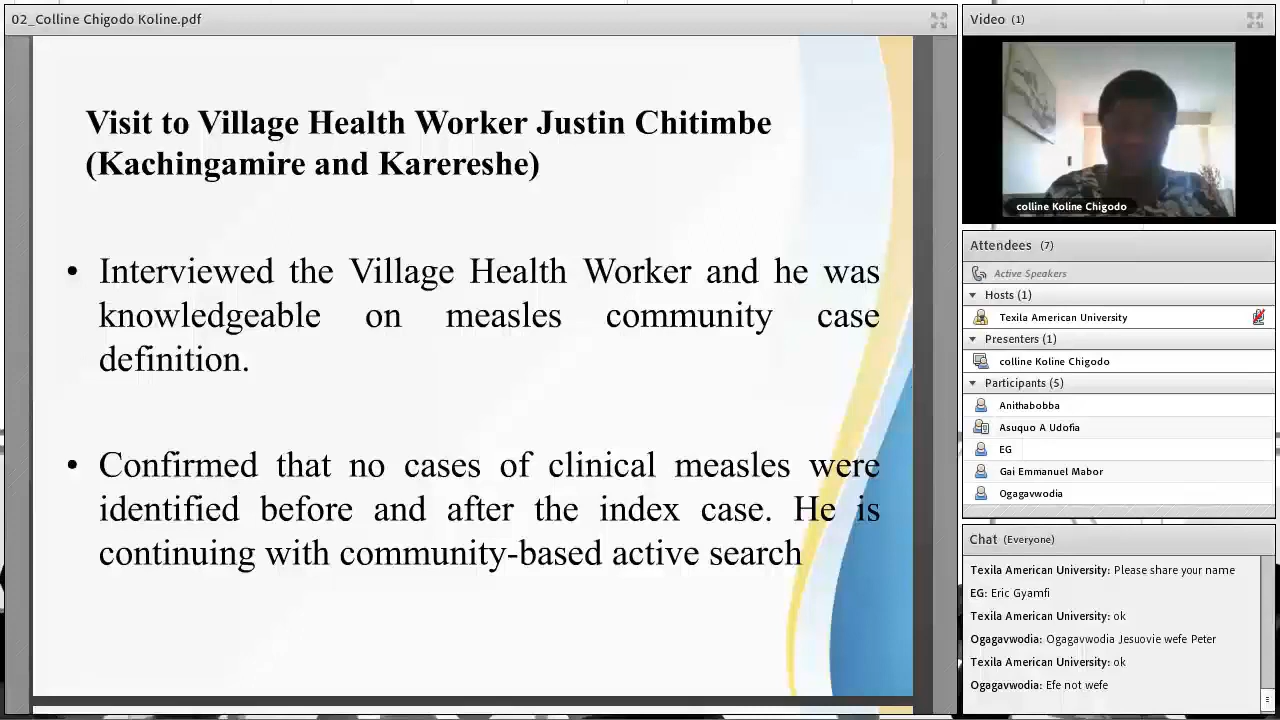 02_Colline Chigodo Koline.pdf
Visit to Village Health Worker Justin Chitimbe
(Kachingamire and Karereshe)
• Interviewed the Village Health Worker and he was
knowledgeable on measles community case
definition.
• Confirmed that no cases of clinical measles were
identified before and after the index case. He is
continuing with community-based active search
Video (1)
colline Koline Chigodo
Attendees (7)
Active Speakers
Hosts (1)
Texila American University
Presenters (1)
colline Koline Chigodo
Participants (5)
Anithabobba
Asuquo A Udofia
EG
Gai Emmanuel Mabor
Ogagavwodia
Chat (Everyone)
Texila American University: Please share your name
EG: Eric Gyamfi
Texila American University: ok
Ogagavwodia: Ogagavwodia Jesuovie wefe Peter
Texila American University: ok
Ogagavwodia: Efe not wefe